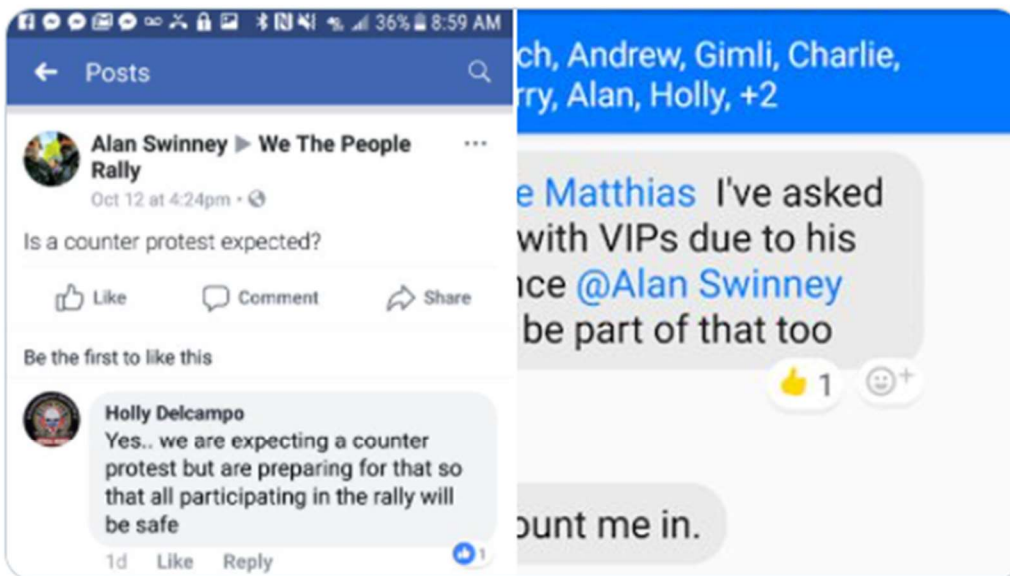 36% 8:59 AM
Posts
Alan Swinney ▶ We The People
Rally
Oct 12 at 4:24pm •
Is a counter protest expected?
Like Comment Share
Be the first to like this
Holly Delcampo
Yes.. we are expecting a counter
protest but are preparing for that so
that all participating in the rally will
be safe
1d Like Reply 1
ch, Andrew, Gimli, Charlie,
rry, Alan, Holly, +2
e Matthias I've asked
with VIPs due to his
nce @Alan Swinney
be part of that too
1
ount me in.